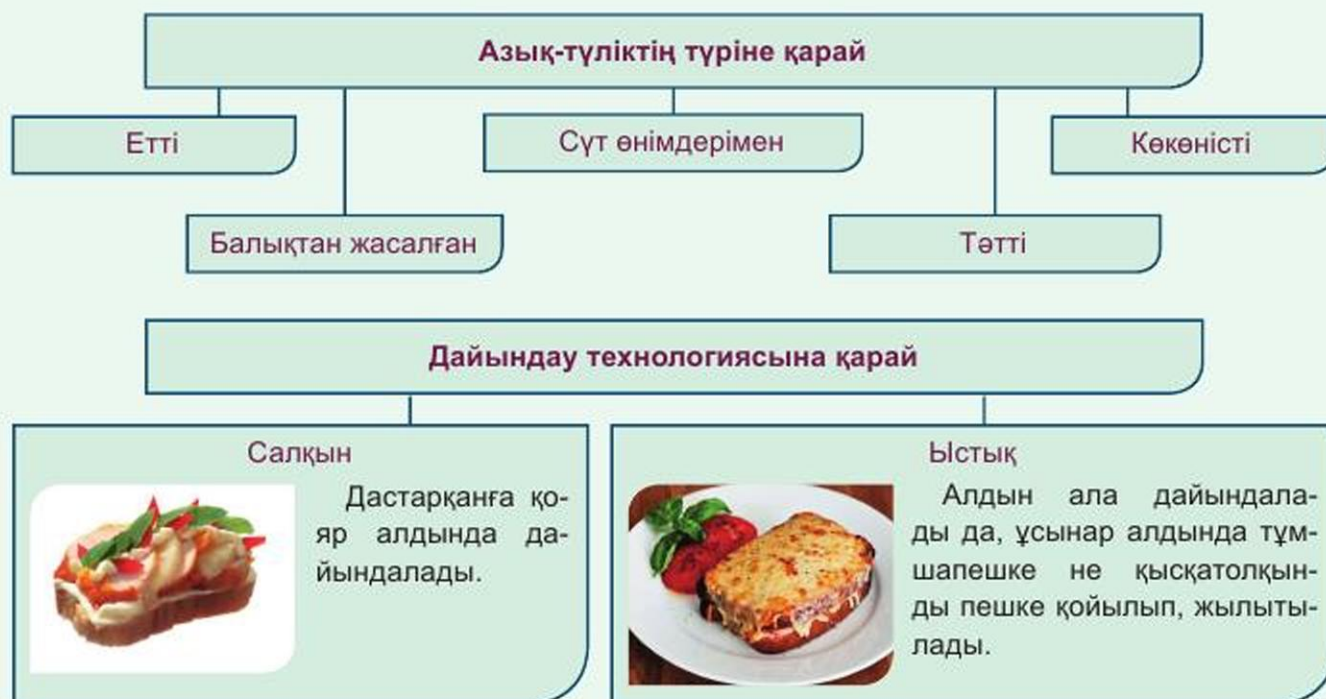 Азық-түліктің түріне қарай
Етті
Сүт өнімдерімен
Көкөністі
Балықтан жасалған
Тәтті
Дайындау технологиясына қарай
Салқын
Дастарқанға қо-
яр алдында да-
йындалады.
Ыстық
Алдын ала дайындала-
ды да, ұсынар алдында тұм-
шапешке не қысқатолқын-
ды пешке қойылып, жылыты-
лады.